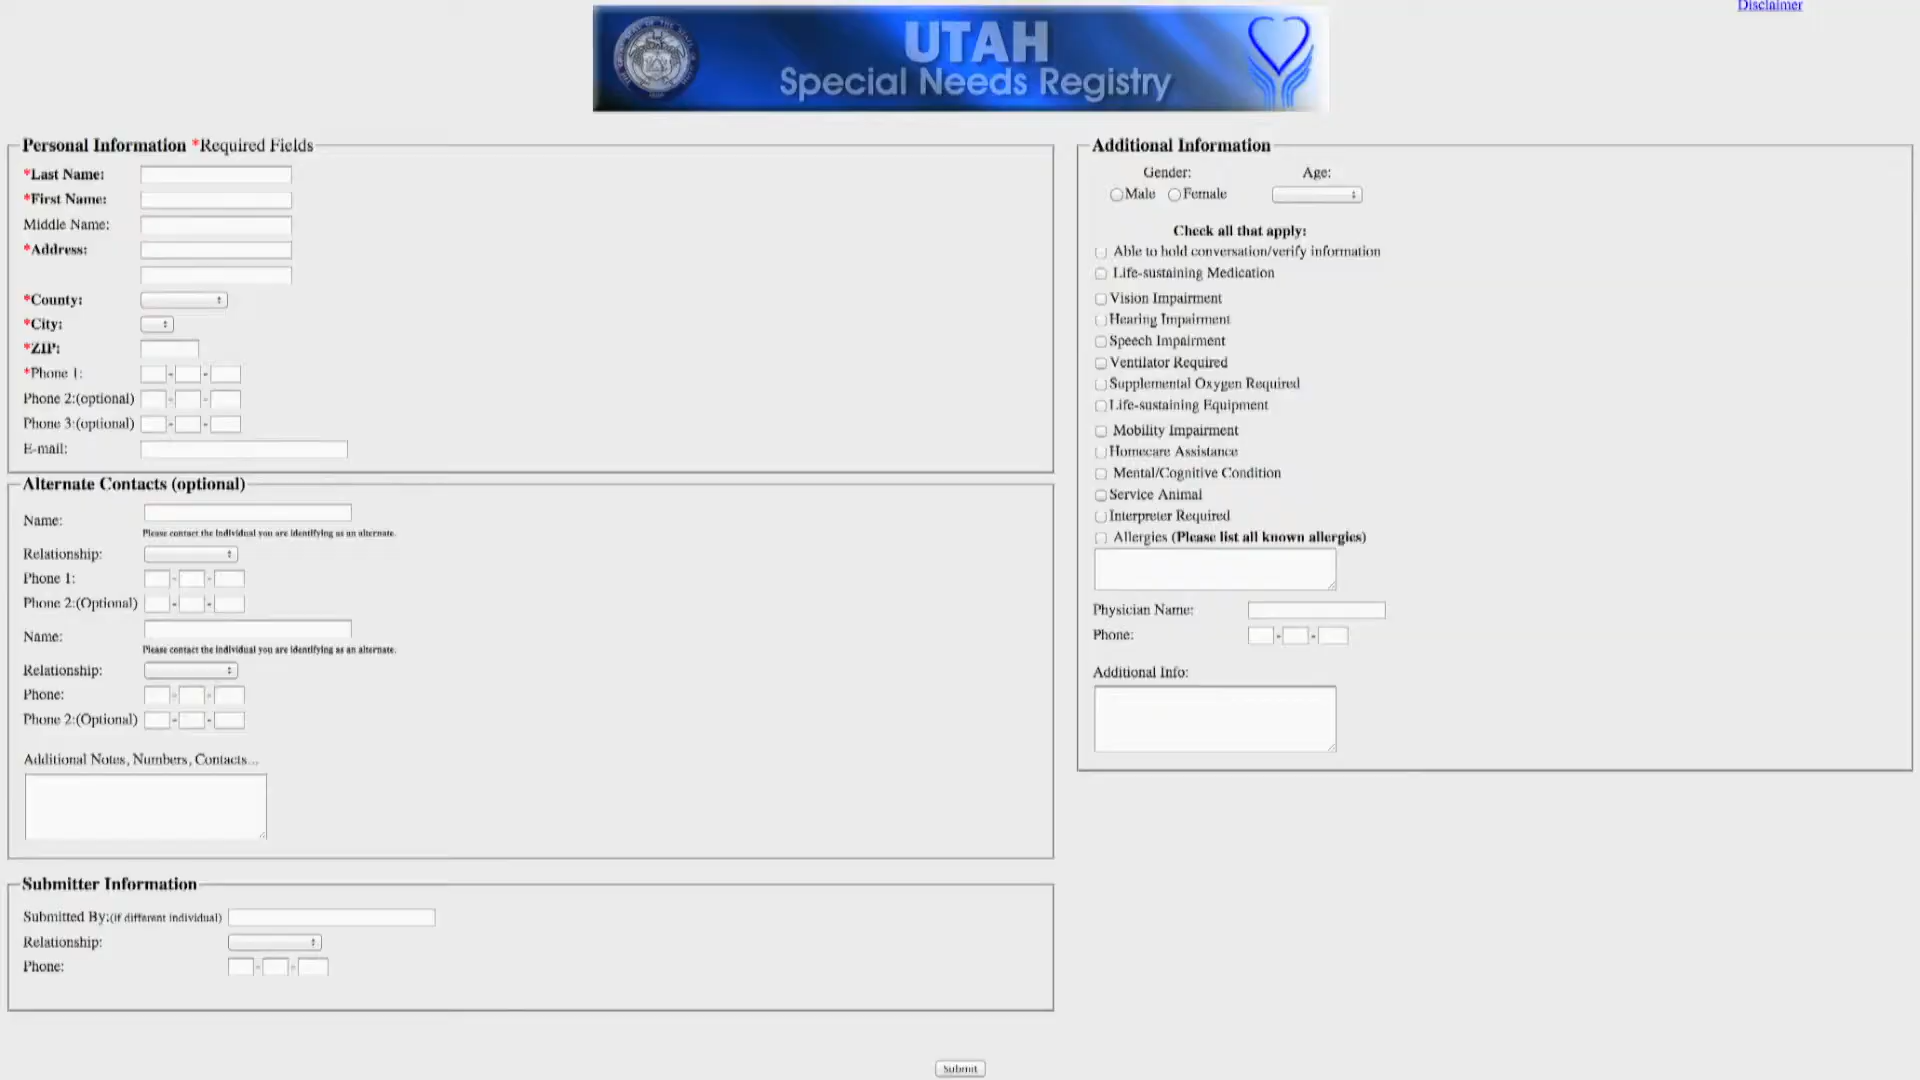 Disclaimer
UTAH
Special Needs Registry
Personal Information *Required Fields
*Last Name:
*First Name:
Middle Name:
*Address:
*County:
*City:
*ZIP:
*Phone 1:
- -
Phone 2:(optional)
- -
Phone 3:(optional)
- -
E-mail:
Alternate Contacts (optional)
Name:
Please contact the individual you are identifying as an alternate.
Relationship:
Phone 1:
- -
Phone 2:(Optional)
- -
Name:
Please contact the individual you are identifying as an alternate.
Relationship:
Phone:
- -
Phone 2:(Optional)
- -
Additional Notes, Numbers, Contacts...
Submitter Information
Submitted By:(if different individual)
Relationship:
Phone:
- -
Additional Information
Gender: Age:
Male Female
Check all that apply:
Able to hold conversation/verify information
Life-sustaining Medication
Vision Impairment
Hearing Impairment
Speech Impairment
Ventilator Required
Supplemental Oxygen Required
Life-sustaining Equipment
Mobility Impairment
Homecare Assistance
Mental/Cognitive Condition
Service Animal
Interpreter Required
Allergies (Please list all known allergies)
Physician Name:
Phone:
- -
Additional Info:
Submit